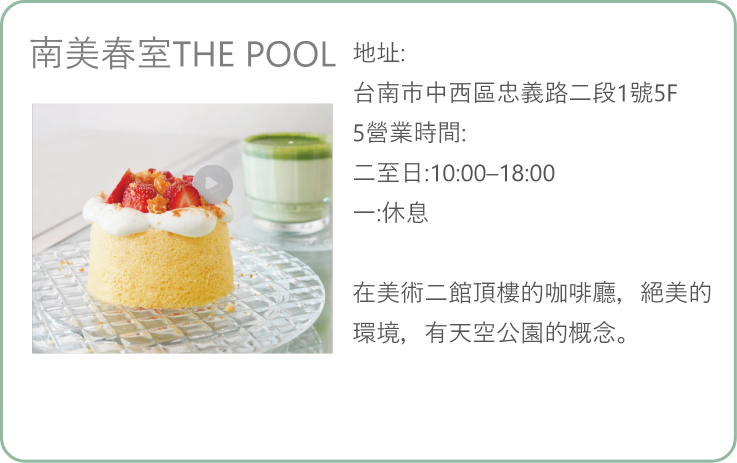 南美春室THE POOL
地址:
台南市中西區忠義路二段1號5F
5營業時間:
二至日:10:00–18:00
一:休息
在美術二館頂樓的咖啡廳，絕美的
環境，有天空公園的概念。